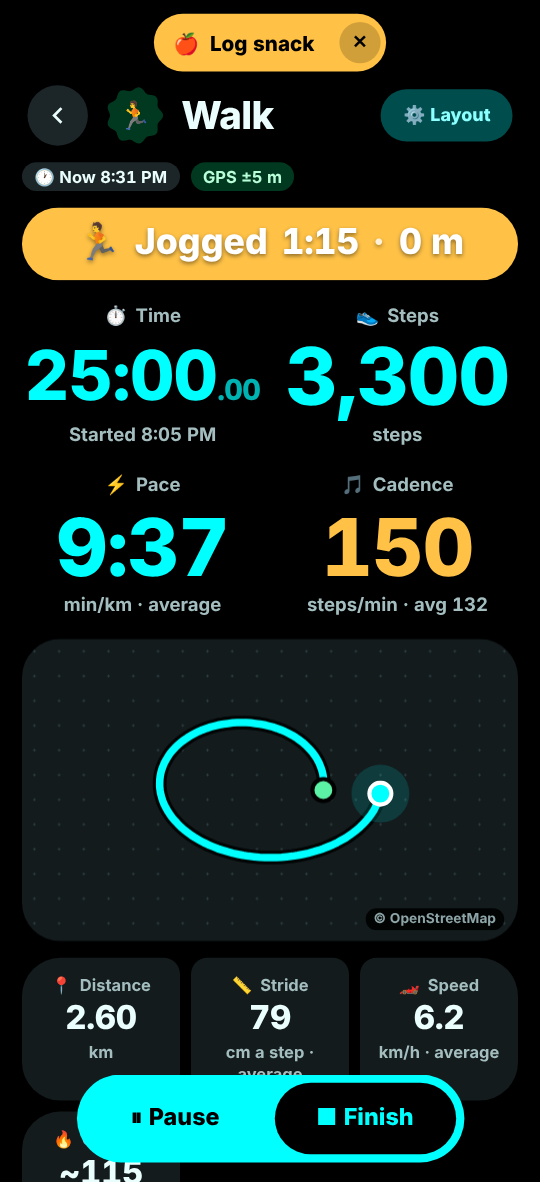 🍎 Log snack ✕
Walk
⚙️ Layout
🕐 Now 8:31 PM
GPS ±5 m
🏃 Jogged 1:15 · 0 m
⏱️ Time
👟 Steps
25:00.00
3,300
Started 8:05 PM
steps
⚡ Pace
🎵 Cadence
9:37
150
min/km · average
steps/min · avg 132
© OpenStreetMap
📍 Distance
📏 Stride
🏎️ Speed
2.60
79
6.2
km
cm a step ·
average
km/h · average
⏸ Pause
■ Finish
🔥
~115